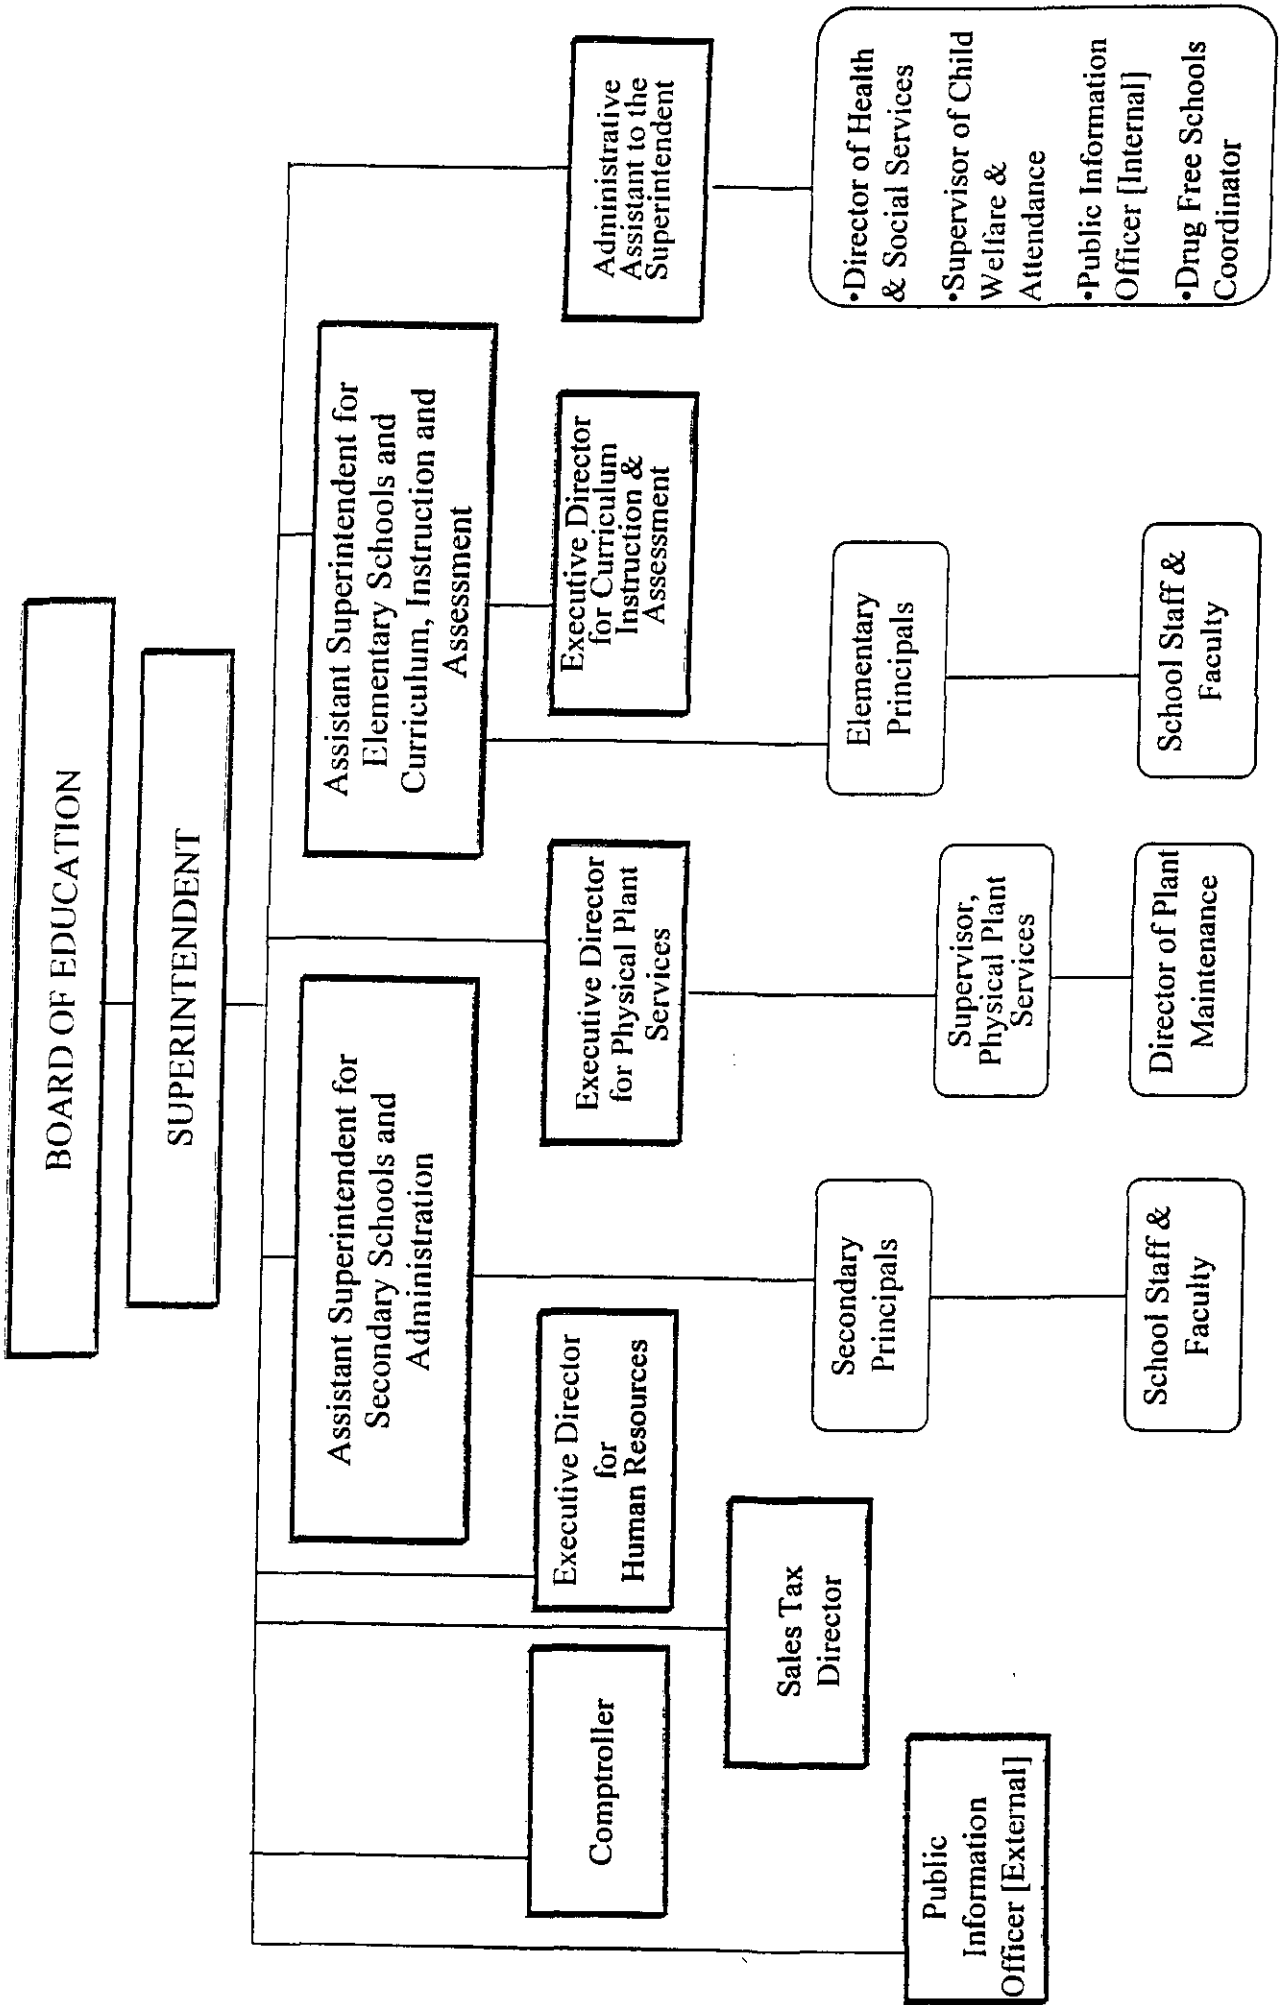 BOARD OF EDUCATION
SUPERINTENDENT
Assistant Superintendent for
Secondary Schools and
Administration
Assistant Superintendent for
Elementary Schools and
Curriculum, Instruction and
Assessment
Comptroller
Executive Director
for
Human Resources
Executive Director
for Physical Plant
Services
Executive Director
for Curriculum
Instruction &
Assessment
Administrative
Assistant to the
Superintendent
Sales Tax
Director
Public
Information
Officer [External]
Secondary
Principals
Supervisor,
Physical Plant
Services
Elementary
Principals
•Director of Health
& Social Services
•Supervisor of Child
Welfare &
Attendance
•Public Information
Officer [Internal]
•Drug Free Schools
Coordinator
School Staff &
Faculty
Director of Plant
Maintenance
School Staff &
Faculty